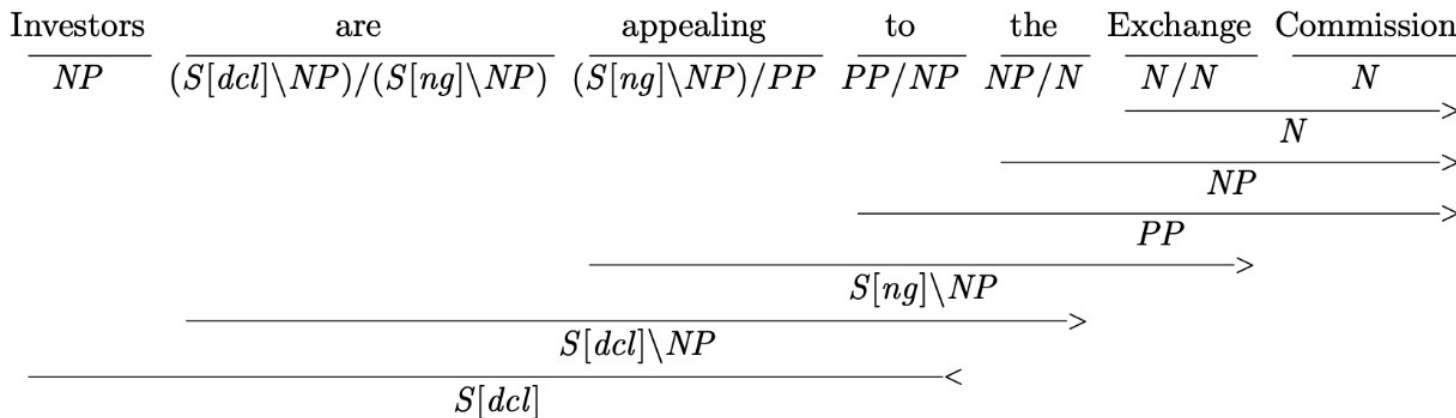 Investors are appealing to the Exchange Commission
NP (S[dcl]\NP)/(S[ng]\NP) (S[ng]\NP)/PP PP/NP NP/N N/N N
> N
> NP
> PP
> S[ng]\NP
> S[dcl]\NP
< S[dcl]